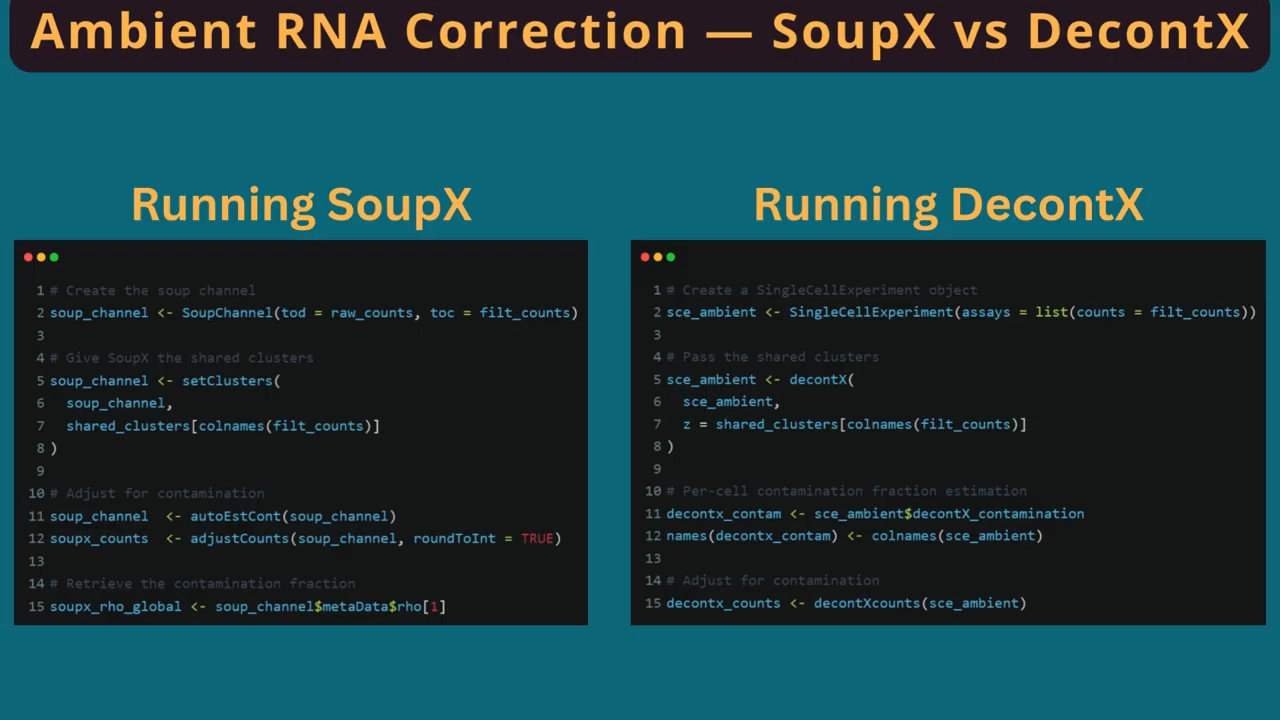 Ambient RNA Correction — SoupX vs DecontX
Running SoupX
1 # Create the soup channel
2 soup_channel <- SoupChannel(tod = raw_counts, toc = filt_counts)
3
4 # Give SoupX the shared clusters
5 soup_channel <- setClusters(
6   soup_channel,
7   shared_clusters[colnames(filt_counts)]
8 )
9
10 # Adjust for contamination
11 soup_channel  <- autoEstCont(soup_channel)
12 soupx_counts  <- adjustCounts(soup_channel, roundToInt = TRUE)
13
14 # Retrieve the contamination fraction
15 soupx_rho_global <- soup_channel$metaData$rho[1]
Running DecontX
1 # Create a SingleCellExperiment object
2 sce_ambient <- SingleCellExperiment(assays = list(counts = filt_counts))
3
4 # Pass the shared clusters
5 sce_ambient <- decontX(
6   sce_ambient,
7   z = shared_clusters[colnames(filt_counts)]
8 )
9
10 # Per-cell contamination fraction estimation
11 decontx_contam <- sce_ambient$decontX_contamination
12 names(decontx_contam) <- colnames(sce_ambient)
13
14 # Adjust for contamination
15 decontx_counts <- decontXcounts(sce_ambient)